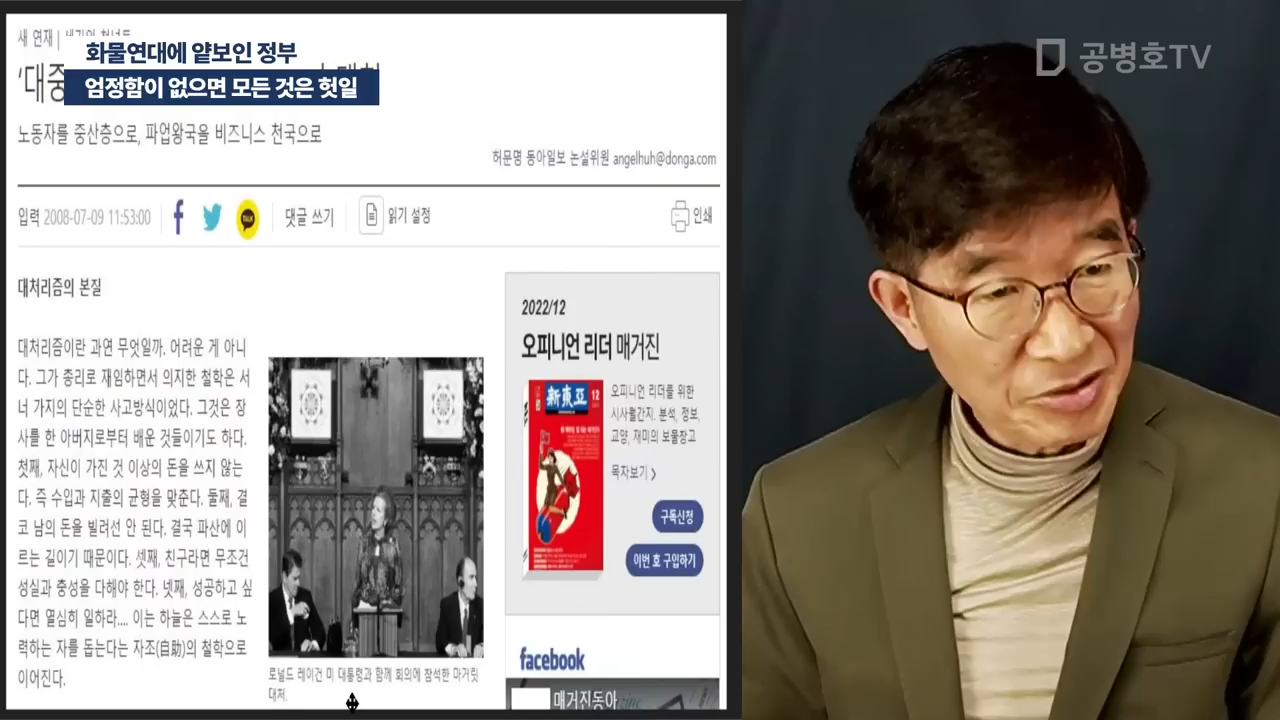 새 연재 |
화물연대에 얕보인 정부
엄정함이 없으면 모든 것은 헛일
'대중
노동자를 중산층으로, 파업왕국을 비즈니스 천국으로
허문명 동아일보 논설위원 angelhuh@donga.com
입력 2008-07-09 11:53:00
TALK
댓글 쓰기
읽기 설정
인쇄
대처리즘의 본질
대처리즘이란 과연 무엇일까. 어려운 게 아니
다. 그가 총리로 재임하면서 의지한 철학은 서
너 가지의 단순한 사고방식이었다. 그것은 장
사를 한 아버지로부터 배운 것들이기도 하다.
첫째, 자신이 가진 것 이상의 돈을 쓰지 않는
다. 즉 수입과 지출의 균형을 맞춘다. 둘째, 결
코 남의 돈을 빌려선 안 된다. 결국 파산에 이
르는 길이기 때문이다. 셋째, 친구라면 무조건
성실과 충성을 다해야 한다. 넷째, 성공하고 싶
다면 열심히 일하라.... 이는 하늘은 스스로 노
력하는 자를 돕는다는 자조(自助)의 철학으로
이어진다.
로널드 레이건 미 대통령과 함께 회의에 참석한 마거릿
대처.
2022/12
오피니언 리더 매거진
新東亞
12
오피니언 리더를 위한
시사월간지. 분석, 정보,
교양, 재미의 보물창고
목차보기 >
구독신청
이번 호 구입하기
facebook
매거진동아
공병호TV